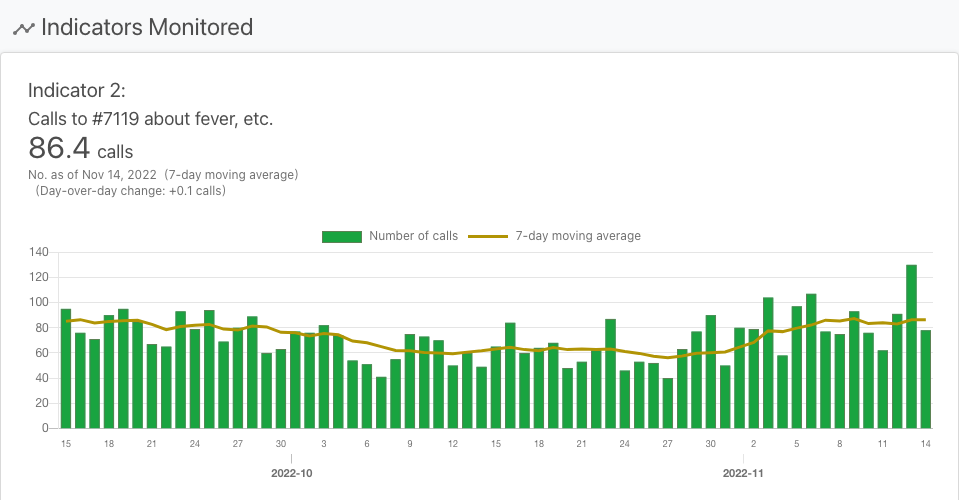 Indicators Monitored
Indicator 2:
Calls to #7119 about fever, etc.
86.4 calls
No. as of Nov 14, 2022 (7-day moving average)
(Day-over-day change: +0.1 calls)
Number of calls 7-day moving average
140
120
100
80
60
40
20
0
15 18 21 24 27 30 3 6 9 12 15 18 21 24 27 30 2 5 8 11 14
2022-10 2022-11